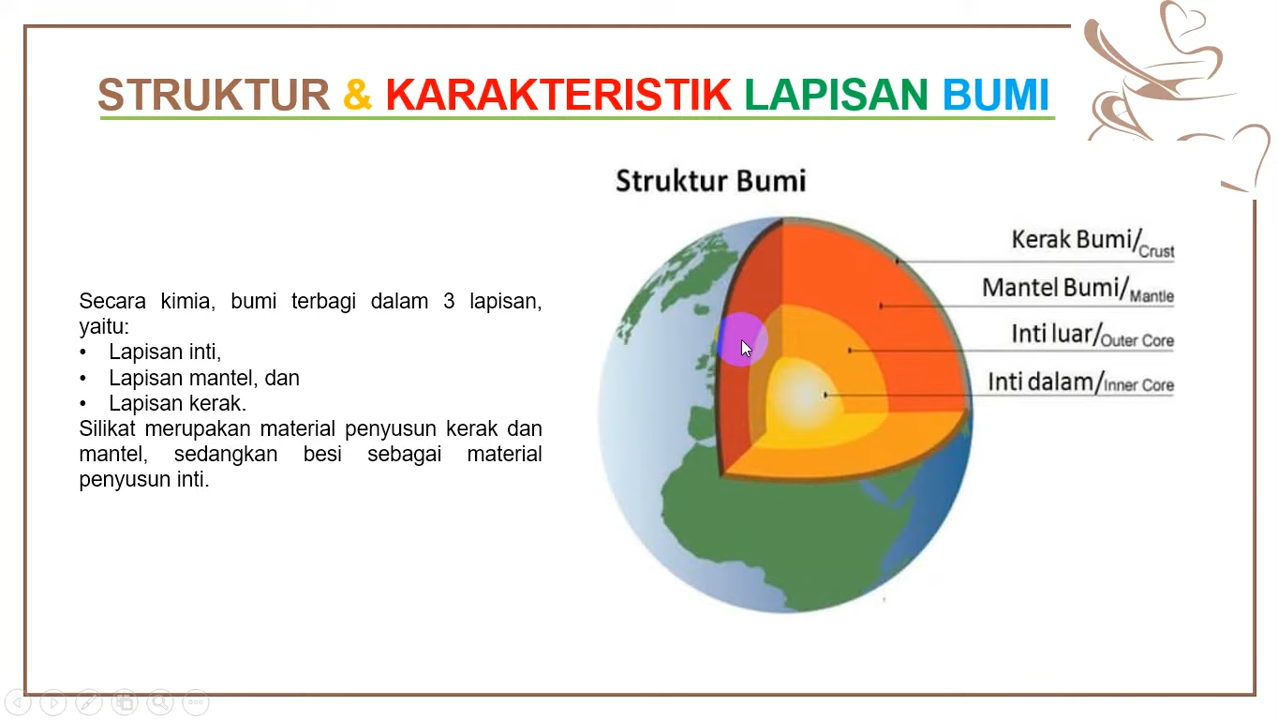 STRUKTUR & KARAKTERISTIK LAPISAN BUMI
Struktur Bumi
Kerak Bumi/Crust
Mantel Bumi/Mantle
Inti luar/Outer Core
Inti dalam/Inner Core
Secara kimia, bumi terbagi dalam 3 lapisan,
yaitu:
• Lapisan inti,
• Lapisan mantel, dan
• Lapisan kerak.
Silikat merupakan material penyusun kerak dan
mantel, sedangkan besi sebagai material
penyusun inti.